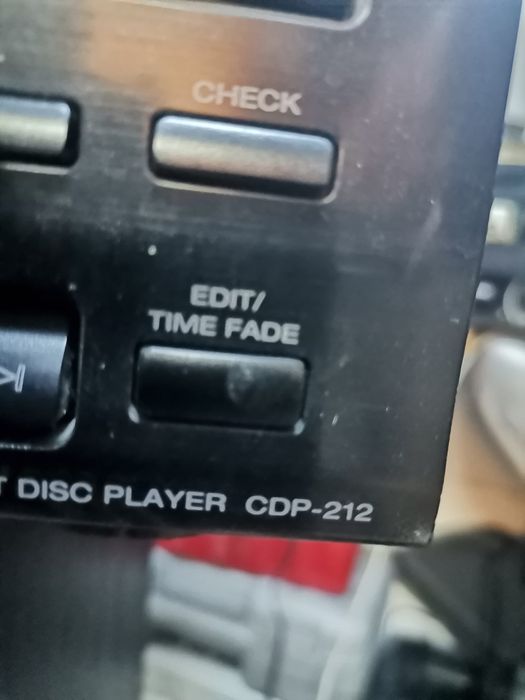 CHECK
EDIT/
TIME FADE
T DISC PLAYER CDP-212